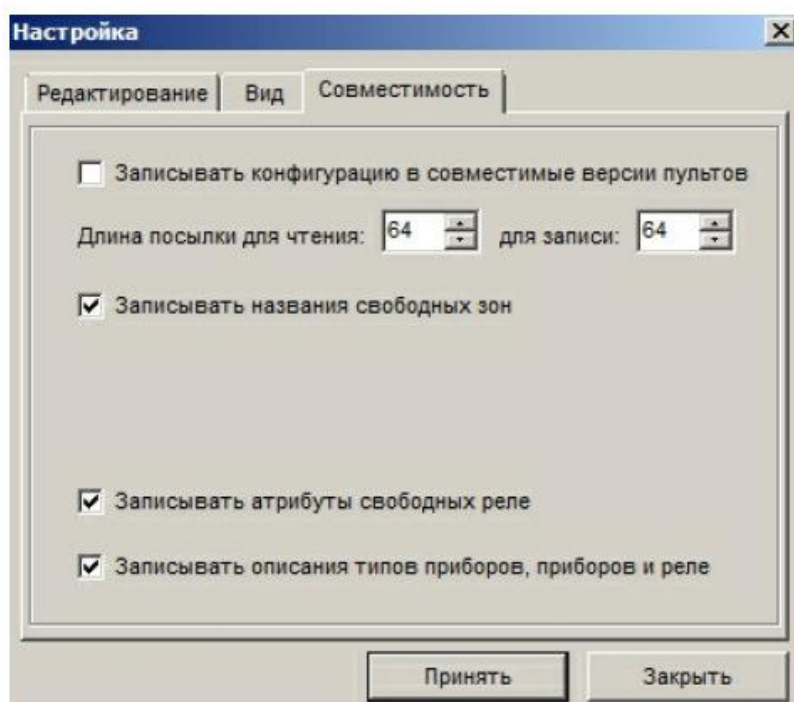 Настройка
Редактирование Вид Совместимость
Записывать конфигурацию в совместимые версии пультов
Длина посылки для чтения: 64 для записи: 64
Записывать названия свободных зон
Записывать атрибуты свободных реле
Записывать описания типов приборов, приборов и реле
Принять Закрыть